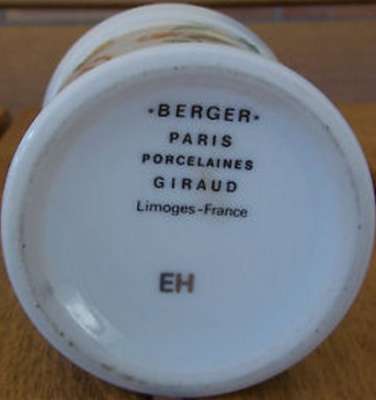 •BERGER•
PARIS
PORCELAINES
GIRAUD
Limoges-France
EH